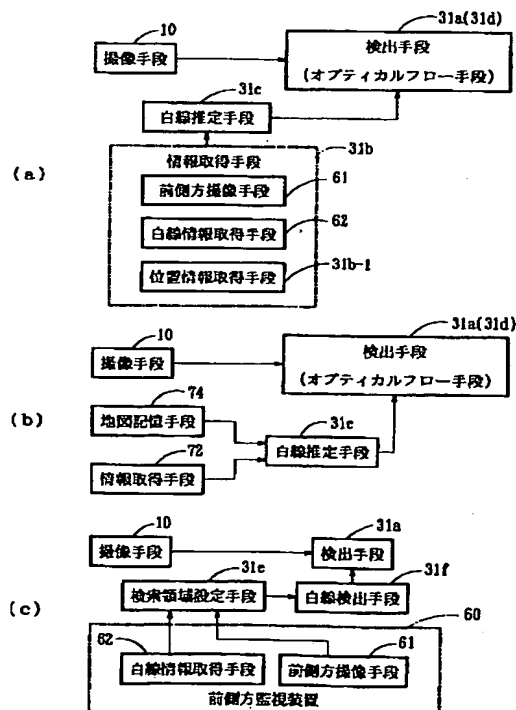 10
31a(31d)
撮像手段
検出手段
(オプティカルフロー手段)
31c
白線推定手段
31b
情報取得手段
(a)
61
前側方撮像手段
62
白線情報取得手段
31b-1
位置情報取得手段
10
31a(31d)
撮像手段
検出手段
(オプティカルフロー手段)
(b)
74
地図記憶手段
31c
72
白線推定手段
情報取得手段
10
31a
撮像手段
検出手段
31e
31f
(c)
検索領域設定手段
白線検出手段
60
62
61
白線情報取得手段
前側方撮像手段
前側方監視装置